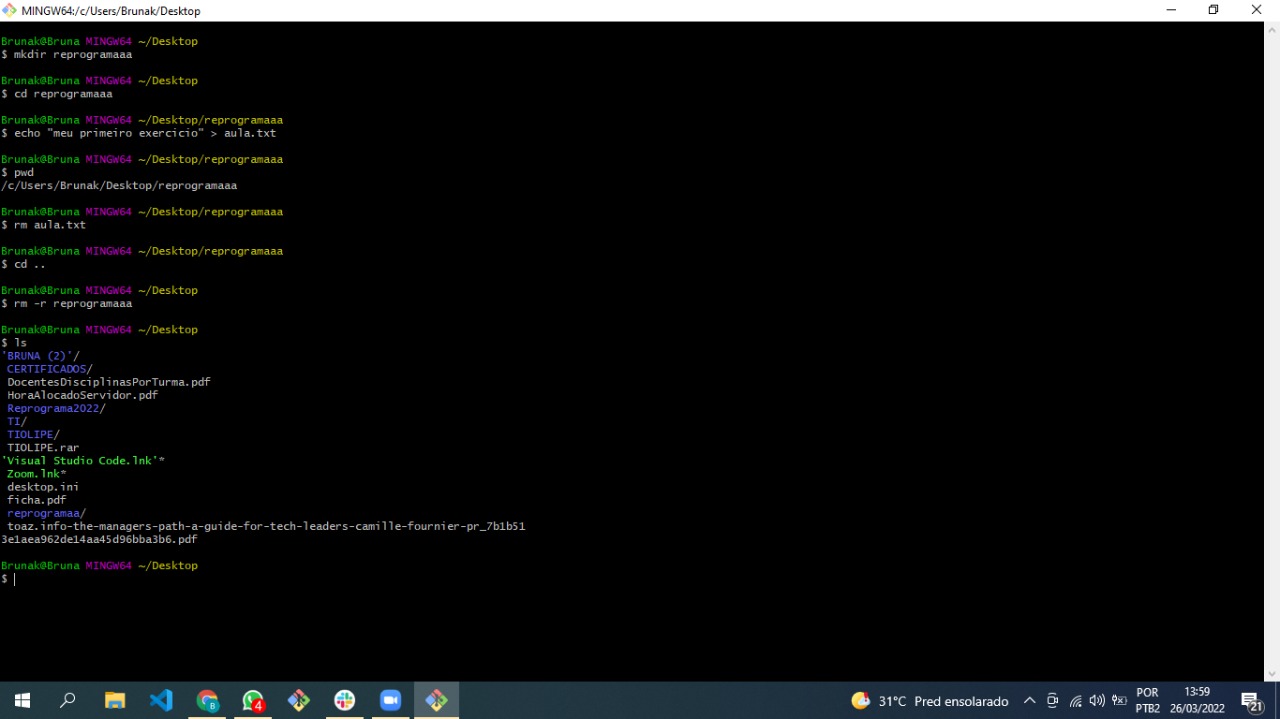 MINGW64:/c/Users/Brunak/Desktop
Brunak@Bruna MINGW64 ~/Desktop
$ mkdir reprogramaaa
Brunak@Bruna MINGW64 ~/Desktop
$ cd reprogramaaa
Brunak@Bruna MINGW64 ~/Desktop/reprogramaaa
$ echo "meu primeiro exercicio" > aula.txt
Brunak@Bruna MINGW64 ~/Desktop/reprogramaaa
$ pwd
/c/Users/Brunak/Desktop/reprogramaaa
Brunak@Bruna MINGW64 ~/Desktop/reprogramaaa
$ rm aula.txt
Brunak@Bruna MINGW64 ~/Desktop/reprogramaaa
$ cd ..
Brunak@Bruna MINGW64 ~/Desktop
$ rm -r reprogramaaa
Brunak@Bruna MINGW64 ~/Desktop
$ ls
'BRUNA (2)'/
CERTIFICADOS/
DocentesDisciplinasPorTurma.pdf
HoraAlocadoServidor.pdf
Reprograma2022/
TI/
TIOLIPE/
TIOLIPE.rar
'Visual Studio Code.lnk'*
Zoom.lnk*
desktop.ini
ficha.pdf
reprogramaa/
toaz.info-the-managers-path-a-guide-for-tech-leaders-camille-fournier-pr_7b1b51
3e1aea962de14aa45d96bba3b6.pdf
Brunak@Bruna MINGW64 ~/Desktop
$
B
4
31°C Pred ensolarado
POR
PTB2
13:59
26/03/2022
21